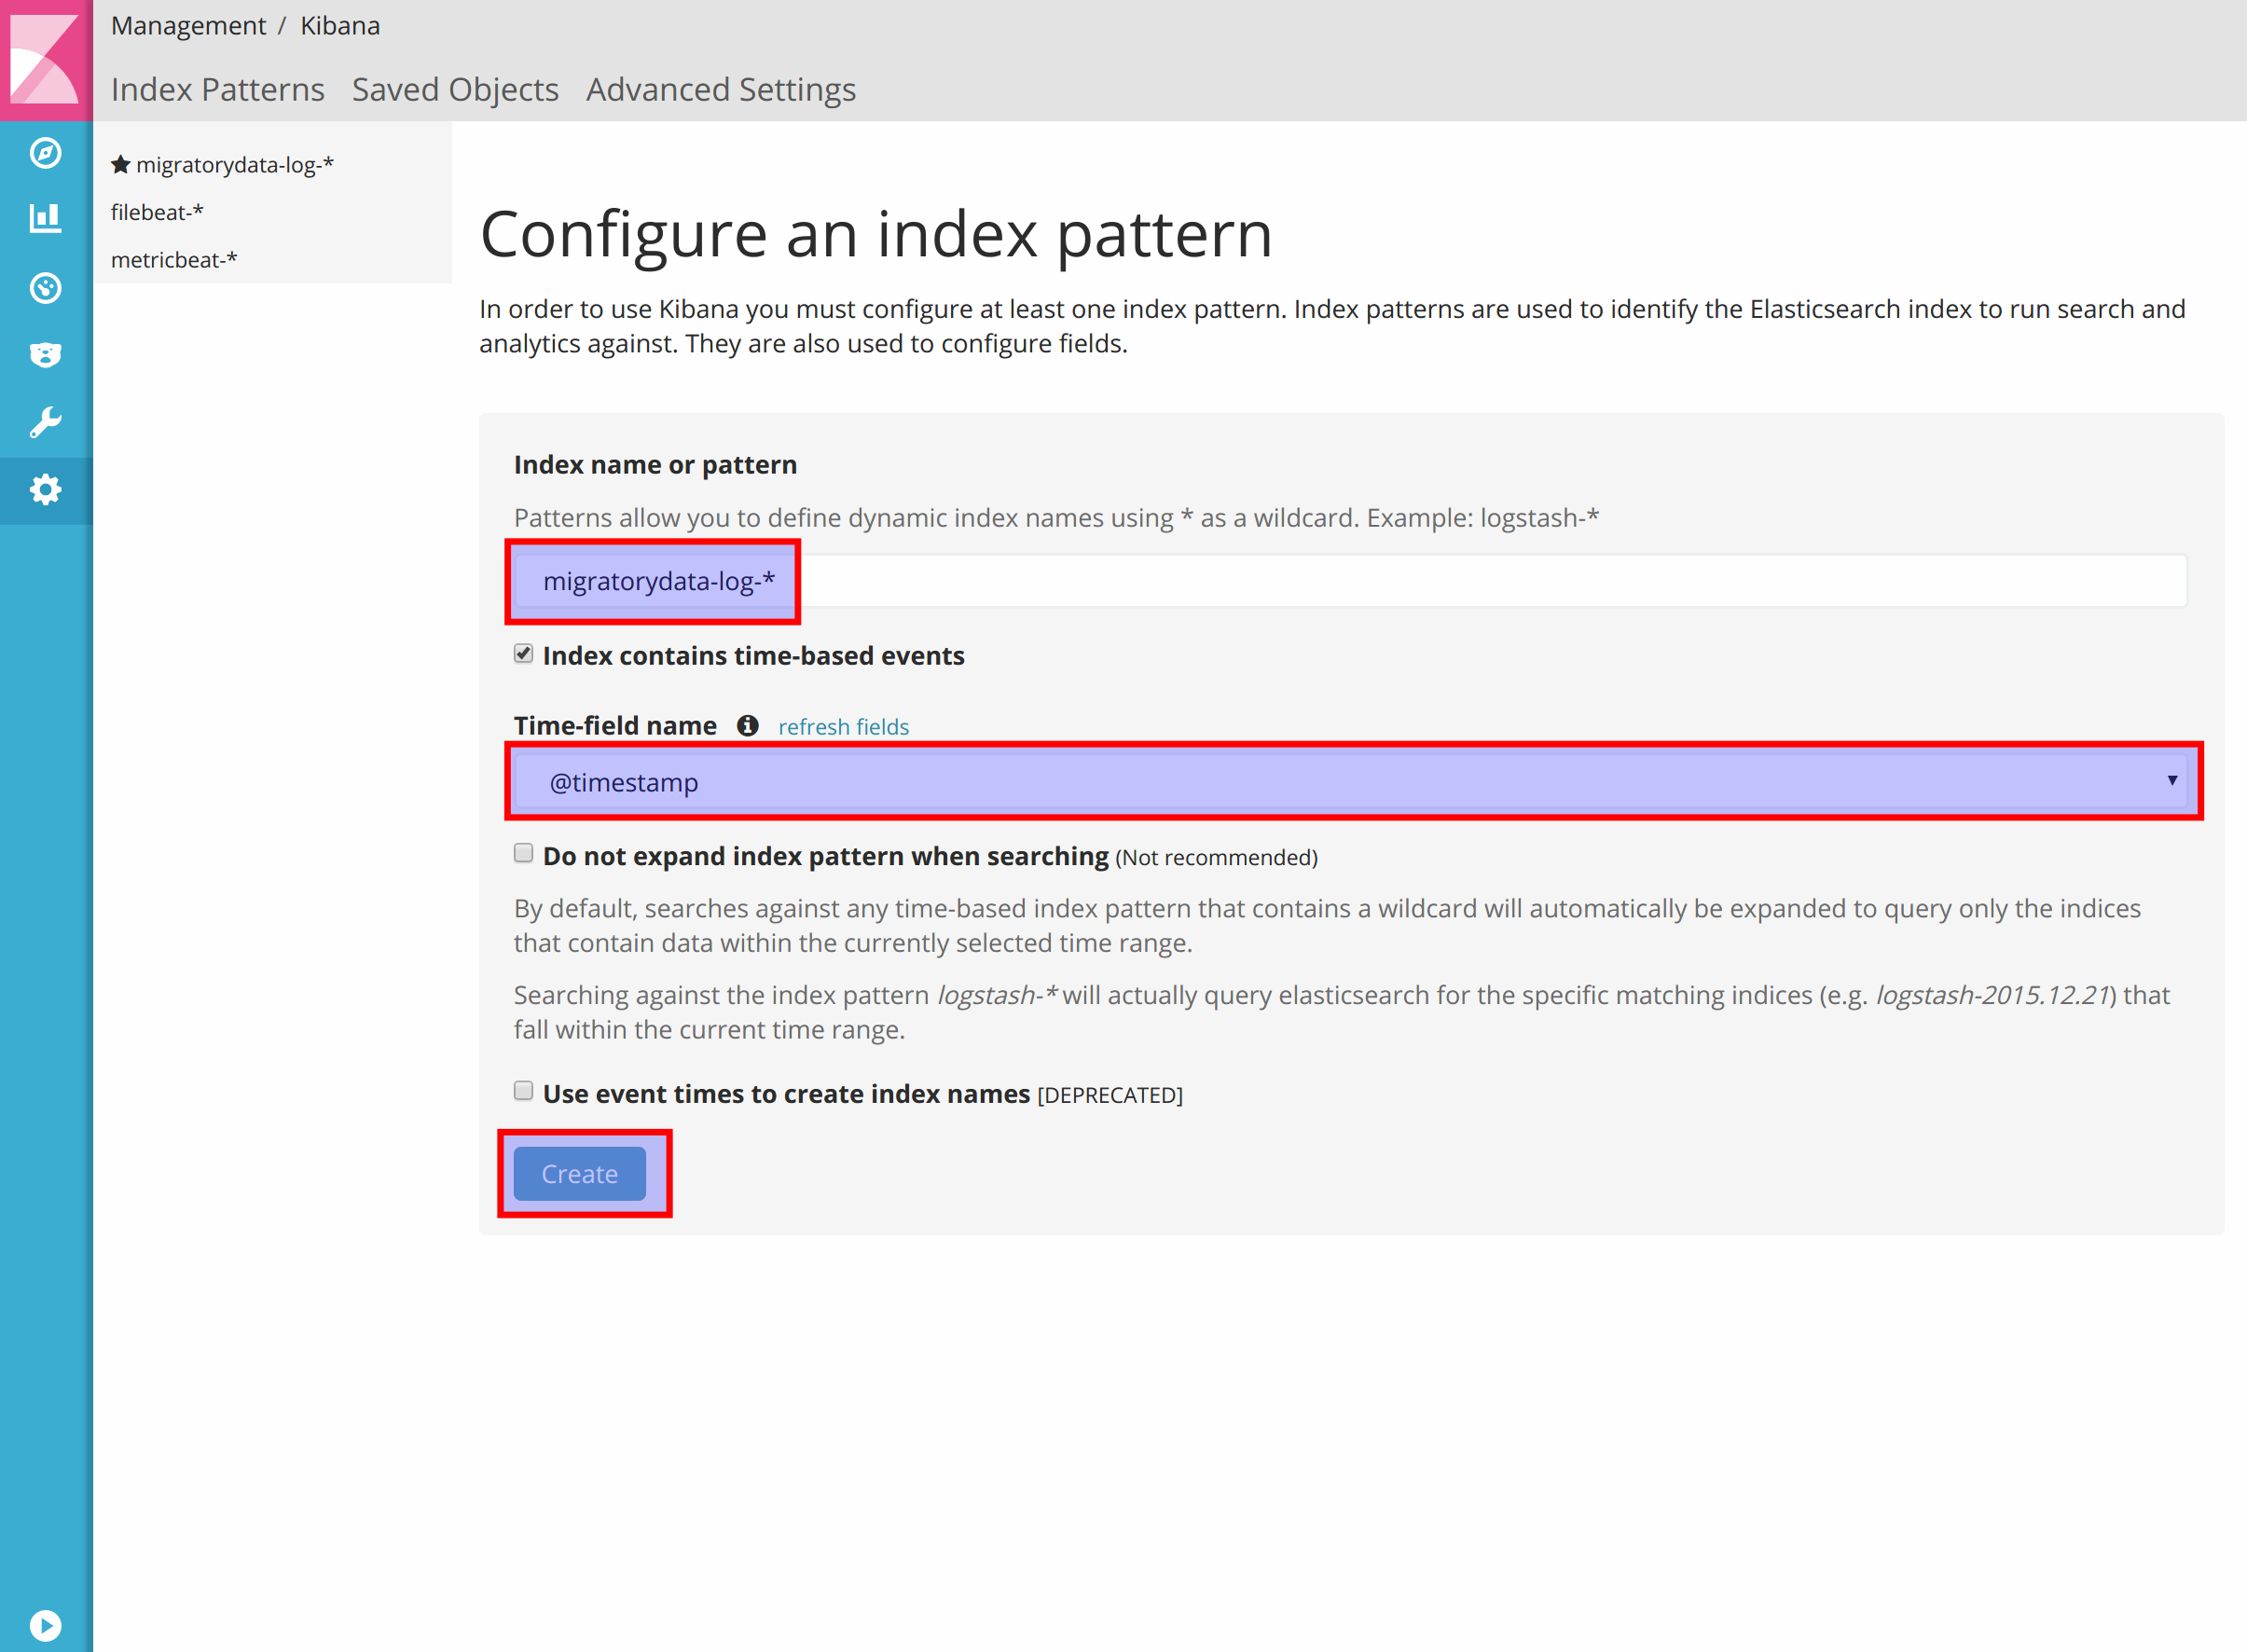 Management / Kibana
Index Patterns Saved Objects Advanced Settings
migratorydata-log-*
filebeat-*
metricbeat-*
Configure an index pattern
In order to use Kibana you must configure at least one index pattern. Index patterns are used to identify the Elasticsearch index to run search and
analytics against. They are also used to configure fields.
Index name or pattern
Patterns allow you to define dynamic index names using * as a wildcard. Example: logstash-*
migratorydata-log-*
Index contains time-based events
Time-field name refresh fields
@timestamp
Do not expand index pattern when searching (Not recommended)
By default, searches against any time-based index pattern that contains a wildcard will automatically be expanded to query only the indices
that contain data within the currently selected time range.
Searching against the index pattern logstash-* will actually query elasticsearch for the specific matching indices (e.g. logstash-2015.12.21) that
fall within the current time range.
Use event times to create index names [DEPRECATED]
Create